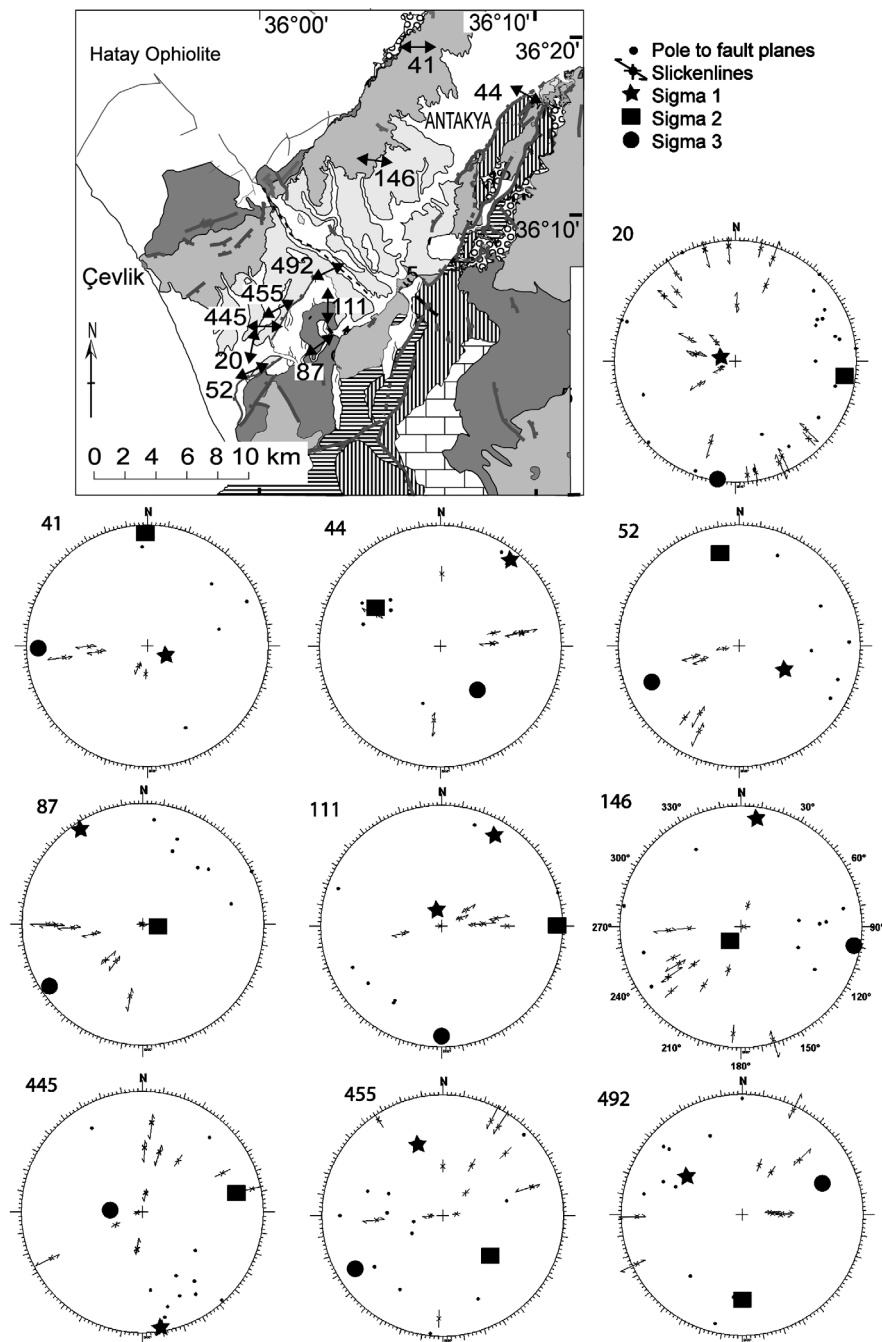 36°00'
36°10'
Hatay Ophiolite
36°20'
41
44
ANTAKYA
146
36°10'
492
Çevlik
455
111
445
N
20
52
87
0 2 4 6 8 10 km
Pole to fault planes
Slickenlines
Sigma 1
Sigma 2
Sigma 3
20
N
41
N
44
N
52
N
87
N
111
N
146
N
330°
30°
300°
60°
270°
90°
240°
120°
210°
150°
180°
445
N
455
N
492
N